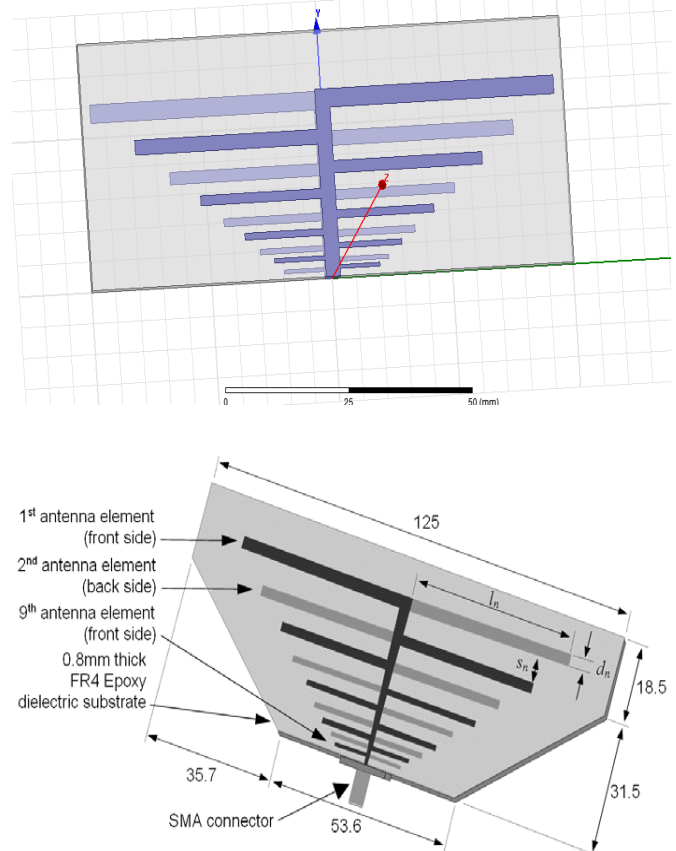 Y
Z
0
25
50 (mm)
125
1st antenna element
(front side)
2nd antenna element
(back side)
9th antenna element
(front side)
0.8mm thick
FR4 Epoxy
dielectric substrate
ln
sn
dn
18.5
35.7
31.5
SMA connector
53.6